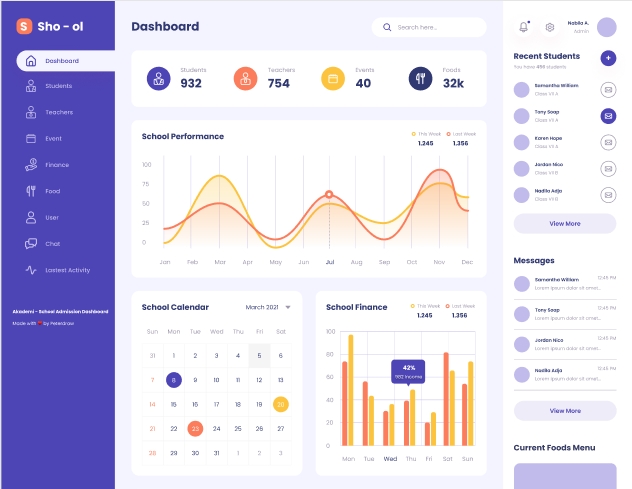 Sho - ol
Dashboard
Students
Teachers
Event
Finance
Food
User
Chat
Lastest Activity
Akademi - School Admission Dashboard
Made with ❤ by Peterdraw
Dashboard
Search here...
Students
932
Teachers
754
Events
40
Foods
32k
School Performance
This Week
1.245
Last Week
1.356
100
75
50
25
0
Jan Feb Mar Apr May Jun Jul Aug Sep Oct Nov Dec
School Calendar
March 2021
Sun Mon Tue Wed Thu Fri Sat
31 1 2 3 4 5 6
7 8 9 10 11 12 13
14 15 16 17 18 19 20
21 22 23 24 25 26 27
28 29 30 31 1 2 3
School Finance
This Week
1.245
Last Week
1.356
100
80
60
40
20
0
42%
982 Income
Mon Tue Wed Thu Fri Sat Sun
Nabila A.
Admin
Recent Students
You have 456 Students
Samantha William
Class VII A
Tony Soap
Class VII A
Karen Hope
Class VII A
Jordan Nico
Class VII B
Nadila Adja
Class VII B
View More
Messages
Samantha William
12:45 PM
Lorem ipsum dolor sit amet...
Tony Soap
12:45 PM
Lorem ipsum dolor sit amet...
Jordan Nico
12:45 PM
Lorem ipsum dolor sit amet...
Nadila Adja
12:45 PM
Lorem ipsum dolor sit amet...
View More
Current Foods Menu